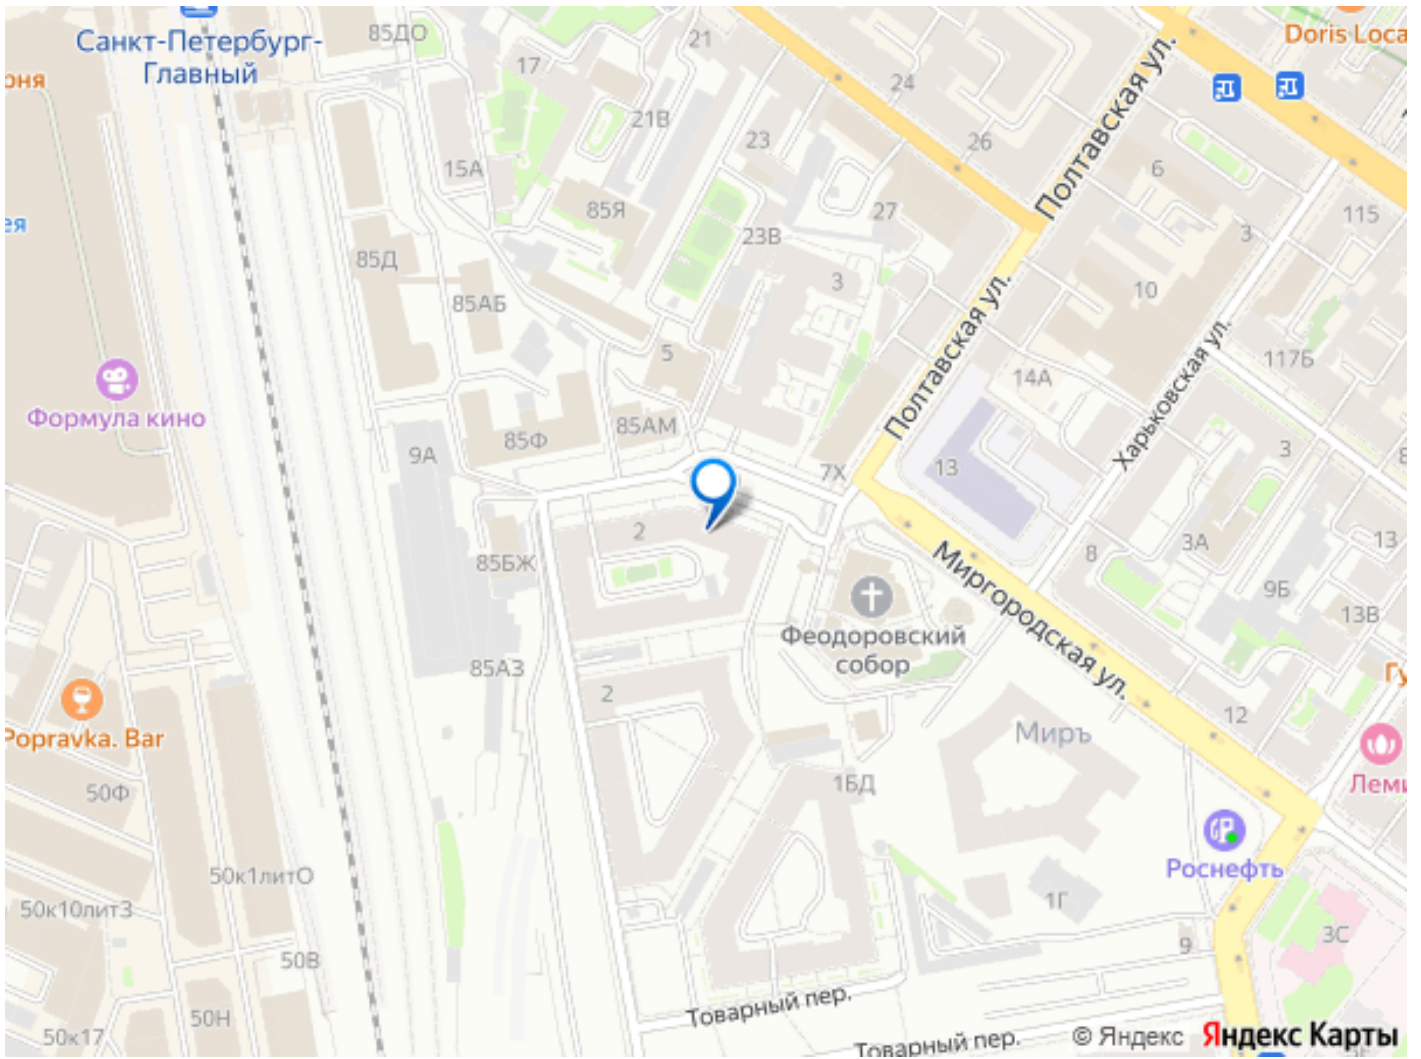 Санкт-Петербург-
Главный
85ДО
21
17
24
Doris Loca
21В
23
26
15А
6
85Я
27
115
23В
3
85Д
3
85АБ
10
Полтавская ул.
Полтавская ул.
Харьковская ул.
5
117Б
14А
Формула кино
85АМ
85Ф
9А
7Х
13
3
2
8
3А
13
85БЖ
9Б
13В
Миргородская ул.
Феодоровский
собор
85АЗ
2
12
Миръ
Popravka. Bar
1БД
50Ф
Роснефть
50к1литО
1Г
50к10литЗ
3С
9
50В
50Н
50к17
Товарный пер.
Товарный пер.
© Яндекс
Яндекс Карты